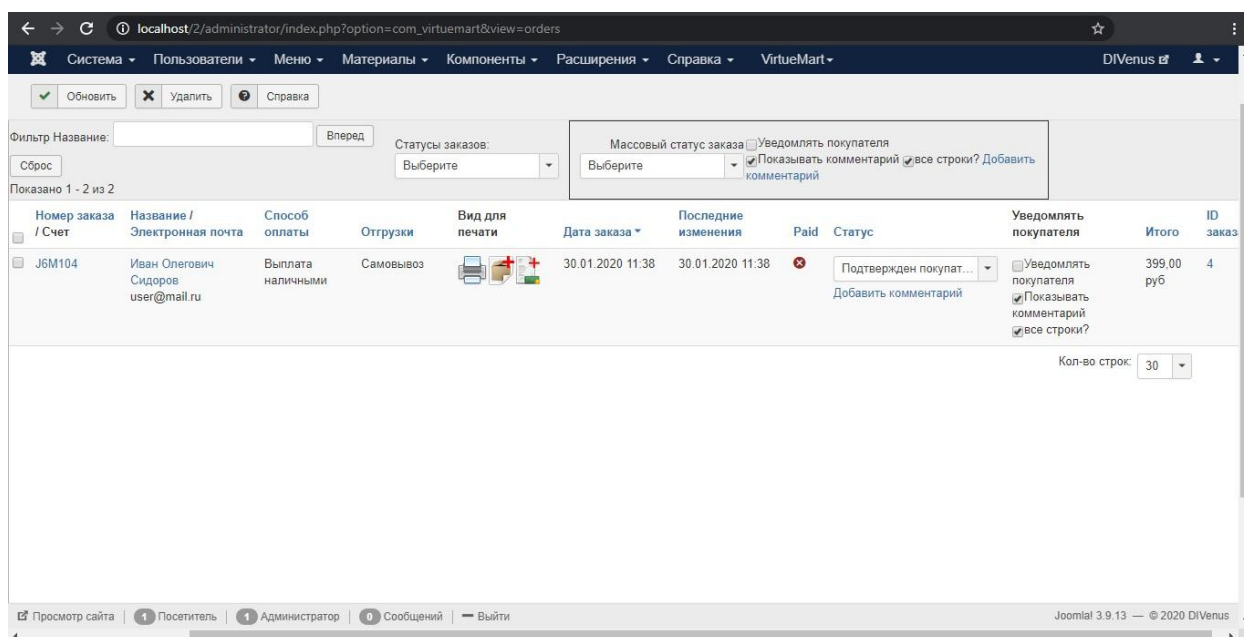 localhost/2/administrator/index.php?option=com_virtuemart&view=orders
Система Пользователи Меню Материалы Компоненты Расширения Справка VirtueMart DIVenus
Обновить Удалить Справка
Фильтр Название: Вперед
Сброс
Показано 1 - 2 из 2
Статусы заказов:
Выберите
Массовый статус заказа Уведомлять покупателя
Выберите Показывать комментарий все строки? Добавить
комментарий
Номер заказа / Счет
Название / Электронная почта
Способ оплаты
Отгрузки
Вид для печати
Дата заказа
Последние изменения
Paid
Статус
Уведомлять покупателя
Итого
ID заказ
J6M104
Иван Олегович
Сидоров
user@mail.ru
Выплата
наличными
Самовывоз
30.01.2020 11:38
30.01.2020 11:38
Подтвержден покупат...
Добавить комментарий
Уведомлять
покупателя
Показывать
комментарий
все строки?
399,00
руб
4
Кол-во строк: 30
Просмотр сайта 1 Посетитель 1 Администратор 0 Сообщений Выйти
Joomla! 3.9.13 — © 2020 DIVenus